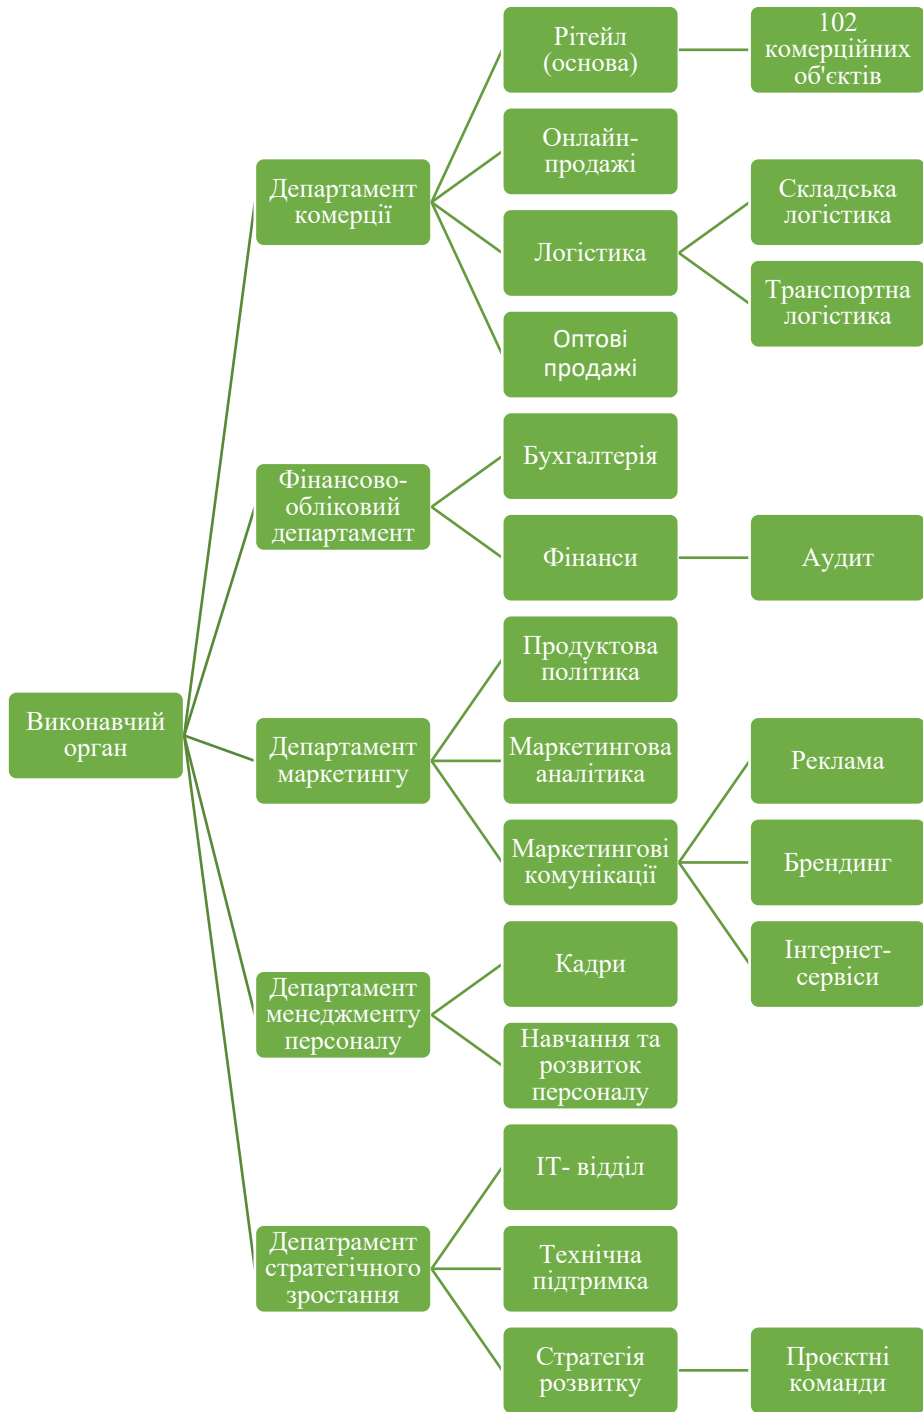 Виконавчий
орган
Департамент
комерції
Рітейл
(основа)
102
комерційних
об'єктів
Онлайн-
продажі
Логістика
Складська
логістика
Транспортна
логістика
Оптові
продажі
Фінансово-
обліковий
департамент
Бухгалтерія
Фінанси
Аудит
Департамент
маркетингу
Продуктова
політика
Маркетингова
аналітика
Маркетингові
комунікації
Реклама
Брендинг
Інтернет-
сервіси
Департамент
менеджменту
персоналу
Кадри
Навчання та
розвиток
персоналу
Депатрамент
стратегічного
зростання
ІТ- відділ
Технічна
підтримка
Стратегія
розвитку
Проєктні
команди